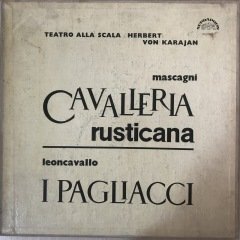 TEATRO ALLA SCALA / HERBERT
VON KARAJAN
mascagni
CAVALLERIA
rusticana
leoncavallo
I PAGLIACCI